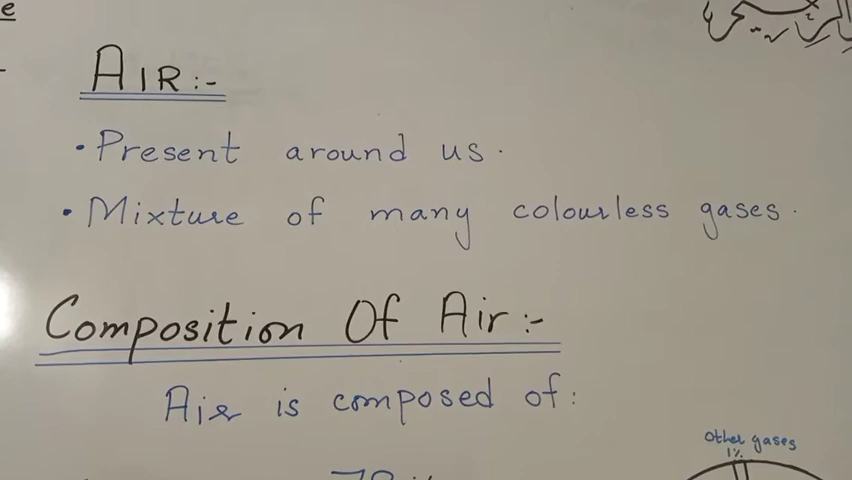 AIR:-
• Present around us.
• Mixture of many colourless gases.
Composition Of Air:-
Air is composed of:
Other gases
1%